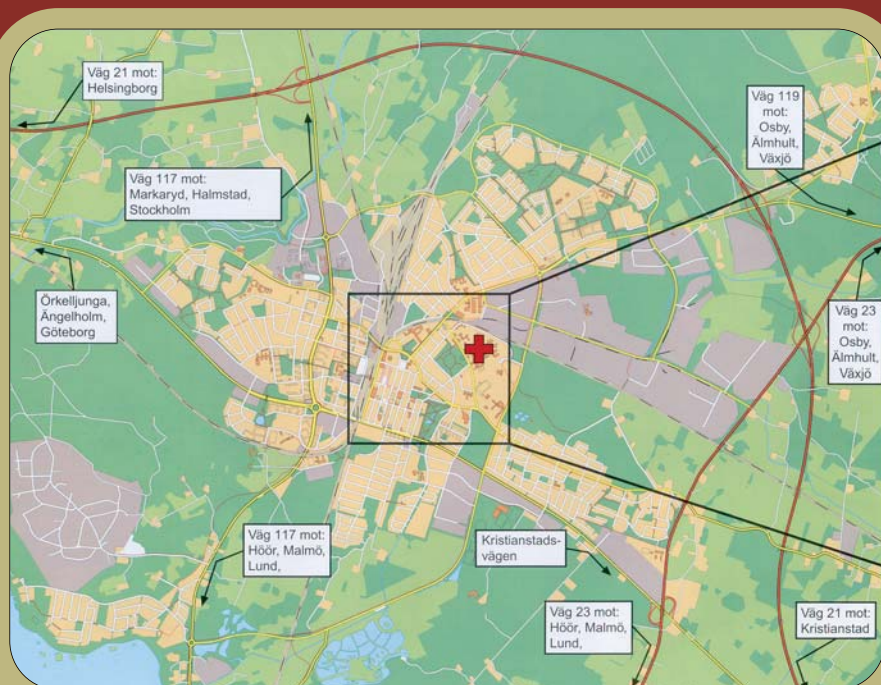 Väg 21 mot:
Helsingborg
Väg 119
mot:
Osby,
Älmhult,
Växjö
Väg 117 mot:
Markaryd, Halmstad,
Stockholm
Örkelljunga,
Ängelholm,
Göteborg
Väg 23
mot:
Osby,
Älmhult,
Växjö
Väg 117 mot:
Höör, Malmö,
Lund,
Kristianstads-
vägen
Väg 23 mot:
Höör, Malmö,
Lund,
Väg 21 mot:
Kristianstad